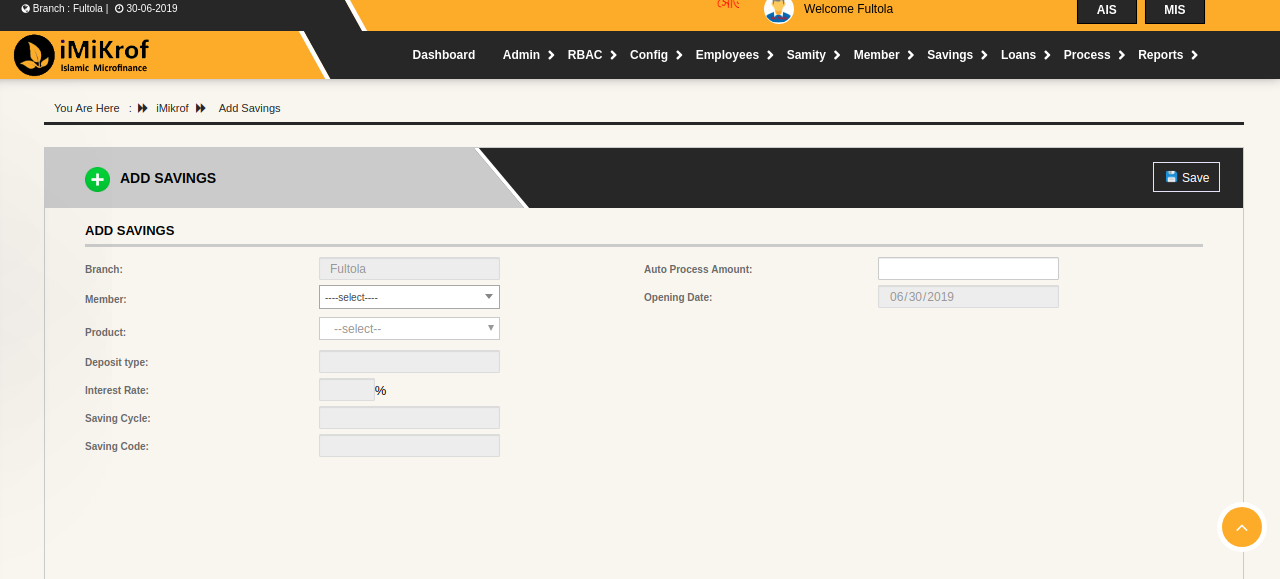 Branch : Fultola | 30-06-2019
Welcome Fultola
AIS MIS
iMiKrof
Islamic Microfinance
Dashboard Admin RBAC Config Employees Samity Member Savings Loans Process Reports
You Are Here : iMikrof Add Savings
ADD SAVINGS
Save
ADD SAVINGS
Branch: Fultola Auto Process Amount:
Member: ----select---- Opening Date: 06/30/2019
Product: --select--
Deposit type:
Interest Rate: %
Saving Cycle:
Saving Code: